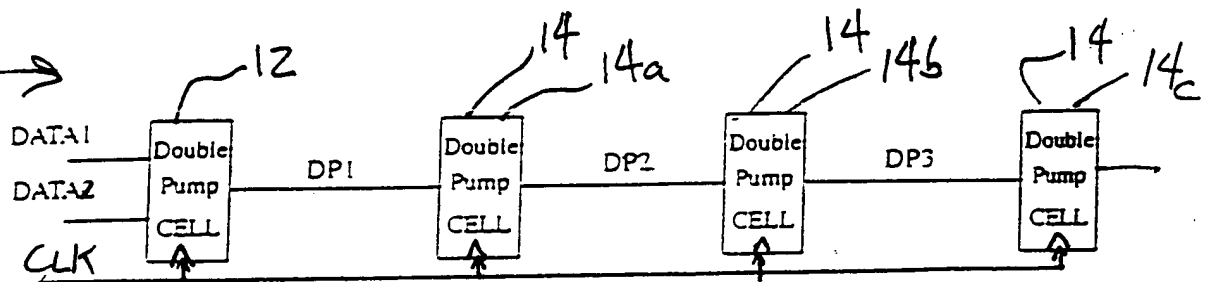 12 14 14a 14 14b 14 14c
DATA1 Double Double Double Double
DP1 DP2 DP3
DATA2 Pump Pump Pump Pump
CELL CELL CELL CELL
CLK